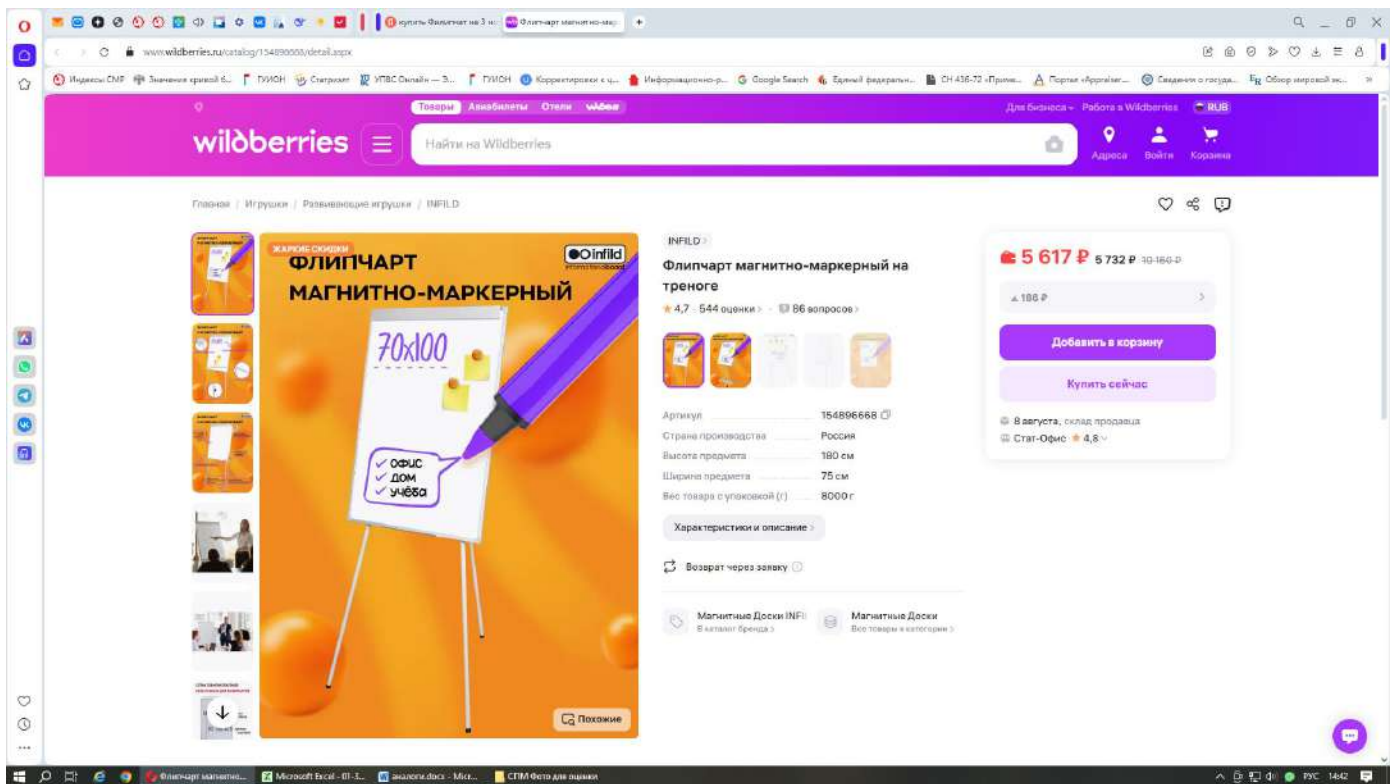 купить Флипчат на 3 но
Флипчарт магнитно-мар
www.wildberries.ru/catalog/154896668/detail.aspx
Индексы СМР
Значения кривой б...
ГУИОН
Статриэлт
УПВС Онлайн — Э...
ГУИОН
Корректировки к ц...
Информационно-р...
Google Search
Единый федеральн...
СН 436-72 «Приме...
Портал «Appraiser...
Сведения о госуда...
Обзор мировой эк...
Товары Авиабилеты Отели wibes
Для бизнеса Работа в Wildberries RUB
wildberries
Найти на Wildberries
Адреса Войти Корзина
Главная / Игрушки / Развивающие игрушки / INFILD
ЖАРКИЕ СКИДКИ
infild
ФЛИПЧАРТ
МАГНИТНО-МАРКЕРНЫЙ
70x100
ОФИС
ДОМ
УЧЁБА
Похожие
INFILD
Флипчарт магнитно-маркерный на
треноге
4,7 · 544 оценки · 86 вопросов
Артикул 154896668
Страна производства Россия
Высота предмета 180 см
Ширина предмета 75 см
Вес товара с упаковкой (г) 8000 г
Характеристики и описание
Возврат через заявку
Магнитные Доски INFI
В каталог бренда
Магнитные Доски
Все товары в категории
5 617 ₽ 5 732 ₽ 10 160 ₽
186 ₽
Добавить в корзину
Купить сейчас
8 августа, склад продавца
Стат-Офис 4,8
Флипчарт магнитно...
Microsoft Excel - 01-3...
аналоги.docx - Micr...
СПМ Фото для оценки
РУС 14:42